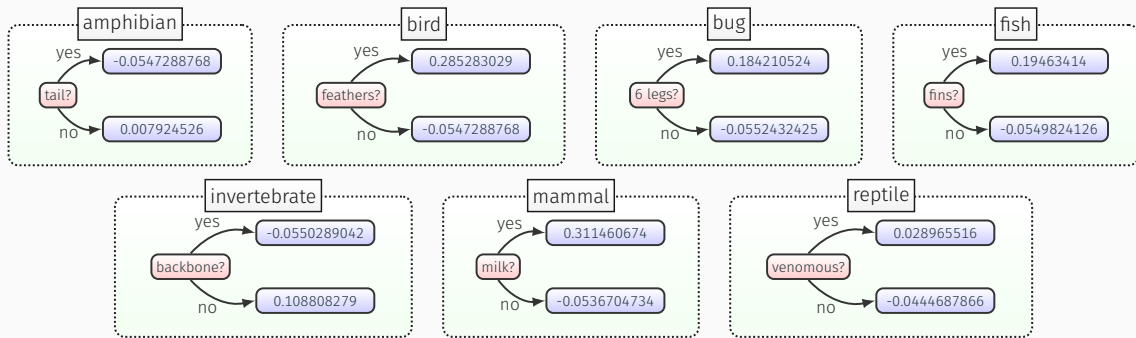 amphibian
yes
-0.0547288768
tail?
no
0.007924526
bird
yes
0.285283029
feathers?
no
-0.0547288768
bug
yes
0.184210524
6 legs?
no
-0.0552432425
fish
yes
0.19463414
fins?
no
-0.0549824126
invertebrate
yes
-0.0550289042
backbone?
no
0.108808279
mammal
yes
0.311460674
milk?
no
-0.0536704734
reptile
yes
0.028965516
venomous?
no
-0.0444687866